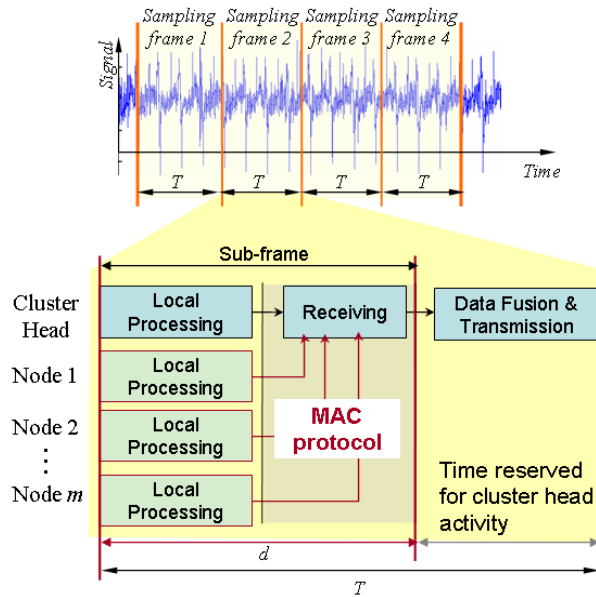 Sampling Sampling Sampling Sampling
frame 1 frame 2 frame 3 frame 4
Signal
Time
T T T T
Sub-frame
Cluster
Head
Local
Processing
Receiving
Data Fusion &
Transmission
Node 1
Local
Processing
Node 2
Local
Processing
MAC
protocol
⋮
Node m
Local
Processing
Time reserved
for cluster head
activity
d
T